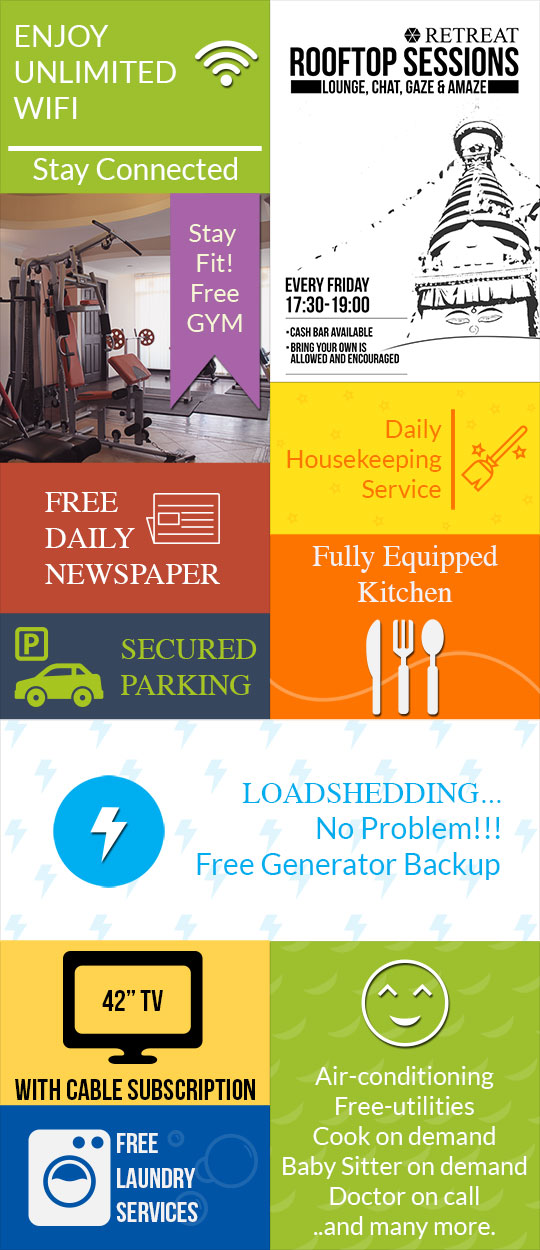 ENJOY
UNLIMITED
WIFI
Stay Connected
RETREAT
ROOFTOP SESSIONS
LOUNGE, CHAT, GAZE & AMAZE
EVERY FRIDAY
17:30-19:00
•CASH BAR AVAILABLE
•BRING YOUR OWN IS
ALLOWED AND ENCOURAGED
Stay
Fit!
Free
GYM
Daily
Housekeeping
Service
FREE
DAILY
NEWSPAPER
Fully Equipped
Kitchen
P
SECURED
PARKING
LOADSHEDDING...
No Problem!!!
Free Generator Backup
42” TV
WITH CABLE SUBSCRIPTION
FREE
LAUNDRY
SERVICES
Air-conditioning
Free-utilities
Cook on demand
Baby Sitter on demand
Doctor on call
..and many more.